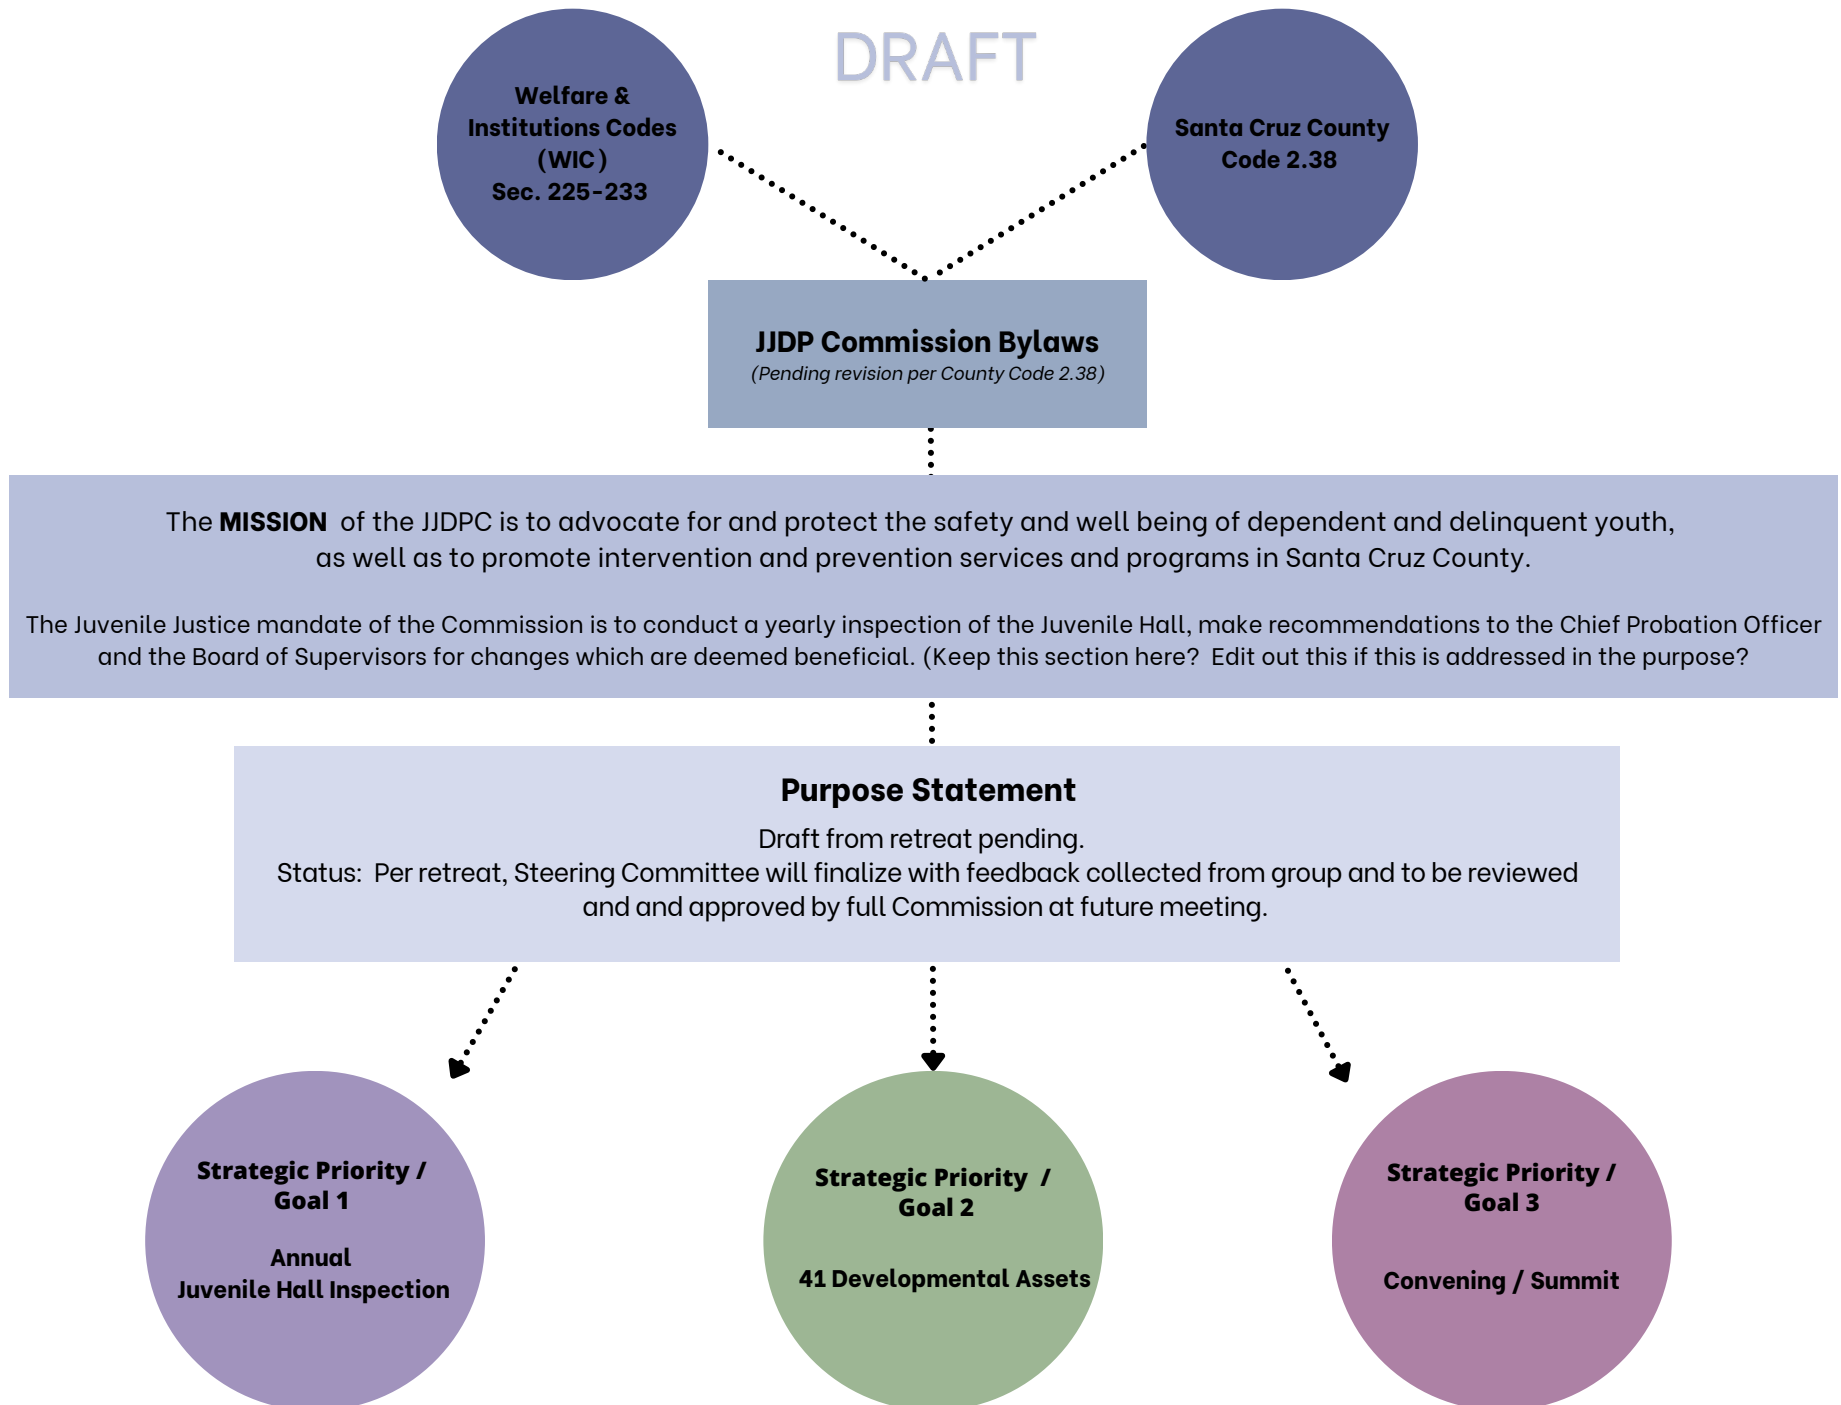 DRAFT
Welfare &
Institutions Codes
(WIC)
Sec. 225-233
Santa Cruz County
Code 2.38
JJDP Commission Bylaws
(Pending revision per County Code 2.38)
The MISSION of the JJDPC is to advocate for and protect the safety and well being of dependent and delinquent youth,
as well as to promote intervention and prevention services and programs in Santa Cruz County.
The Juvenile Justice mandate of the Commission is to conduct a yearly inspection of the Juvenile Hall, make recommendations to the Chief Probation Officer
and the Board of Supervisors for changes which are deemed beneficial. (Keep this section here? Edit out this if this is addressed in the purpose?
Purpose Statement
Draft from retreat pending.
Status: Per retreat, Steering Committee will finalize with feedback collected from group and to be reviewed
and and approved by full Commission at future meeting.
Strategic Priority /
Goal 1
Annual
Juvenile Hall Inspection
Strategic Priority /
Goal 2
41 Developmental Assets
Strategic Priority /
Goal 3
Convening / Summit